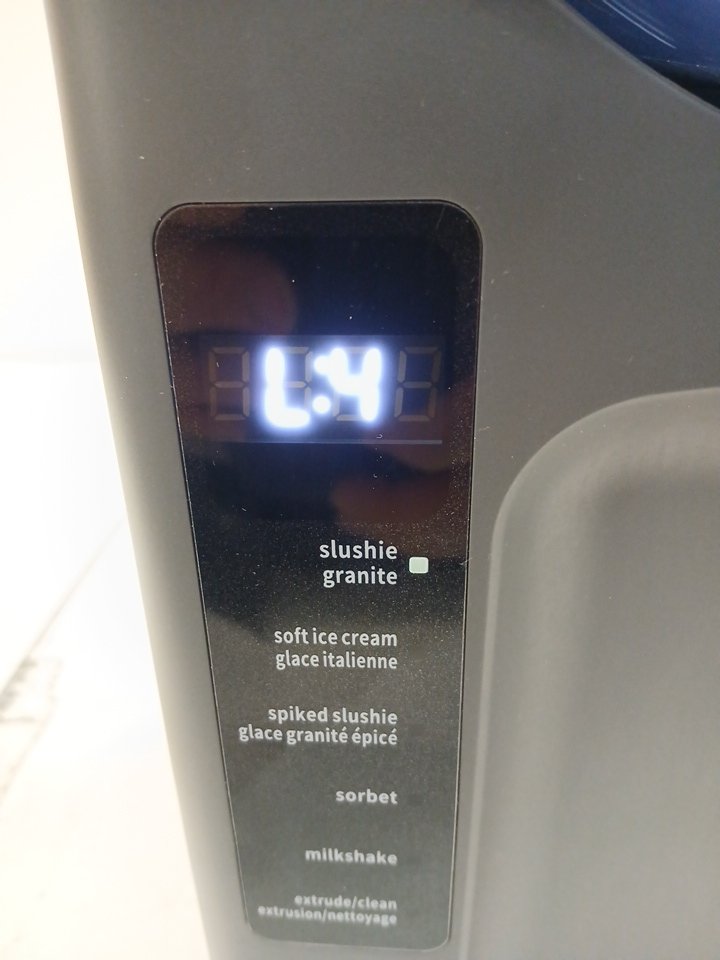 L:4
slushie
granite
soft ice cream
glace italienne
spiked slushie
glace granité épicé
sorbet
milkshake
extrude/clean
extrusion/nettoyage